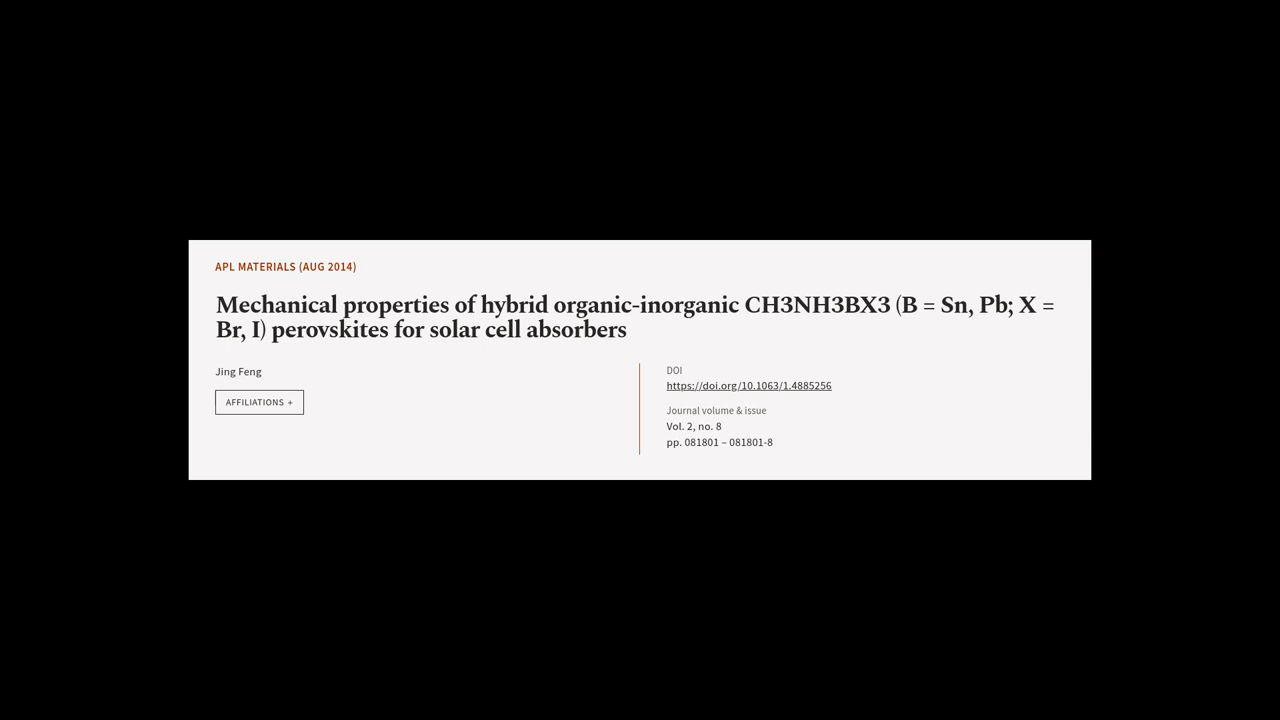 APL MATERIALS (AUG 2014)
Mechanical properties of hybrid organic-inorganic CH3NH3BX3 (B = Sn, Pb; X =
Br, I) perovskites for solar cell absorbers
Jing Feng
AFFILIATIONS +
DOI
https://doi.org/10.1063/1.4885256
Journal volume & issue
Vol. 2, no. 8
pp. 081801 – 081801-8